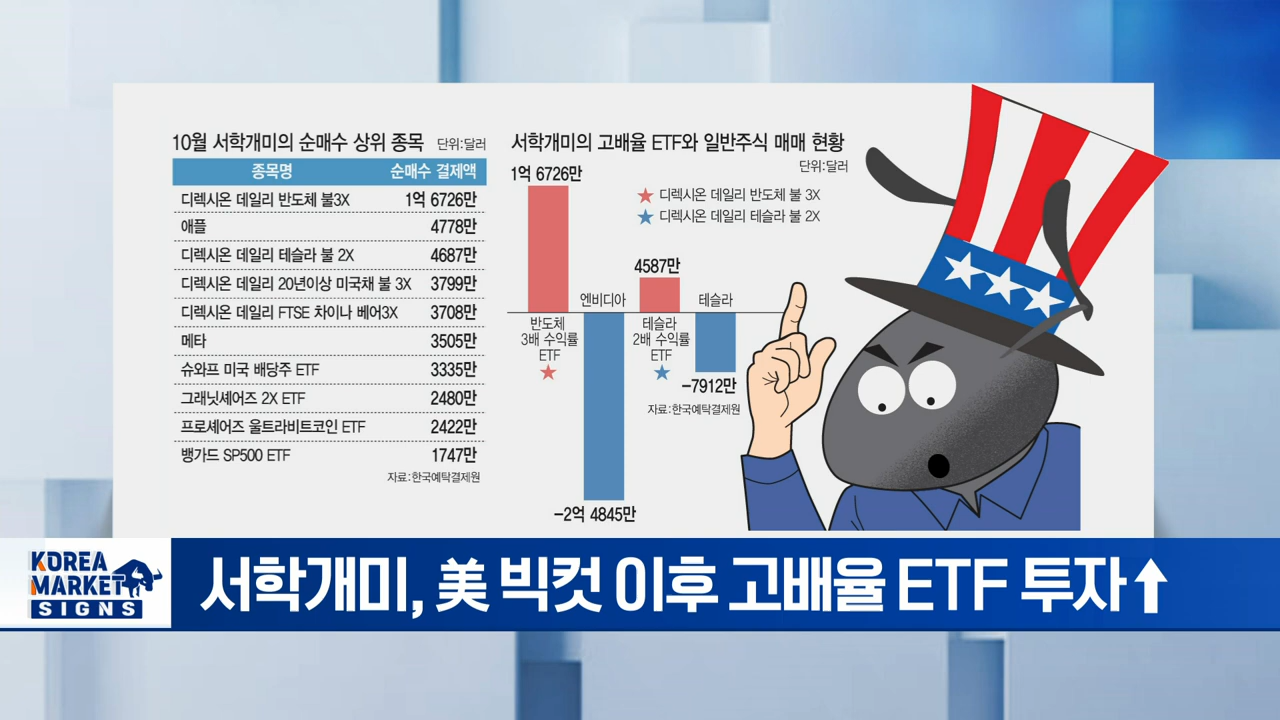 10월 서학개미의 순매수 상위 종목 단위:달러
종목명 순매수 결제액
디렉시온 데일리 반도체 불3X 1억 6726만
애플 4778만
디렉시온 데일리 테슬라 불 2X 4687만
디렉시온 데일리 20년이상 미국채 불 3X 3799만
디렉시온 데일리 FTSE 차이나 베어3X 3708만
메타 3505만
슈와프 미국 배당주 ETF 3335만
그래닛셰어즈 2X ETF 2480만
프로셰어즈 울트라비트코인 ETF 2422만
뱅가드 SP500 ETF 1747만
자료:한국예탁결제원
서학개미의 고배율 ETF와 일반주식 매매 현황
단위:달러
1억 6726만
★ 디렉시온 데일리 반도체 불 3X
★ 디렉시온 데일리 테슬라 불 2X
4587만
엔비디아
테슬라
반도체
3배 수익률
ETF
★
테슬라
2배 수익률
ETF
★
-7912만
자료:한국예탁결제원
-2억 4845만
KOREA
MARKET
SIGNS
서학개미, 美 빅컷 이후 고배율 ETF 투자⬆